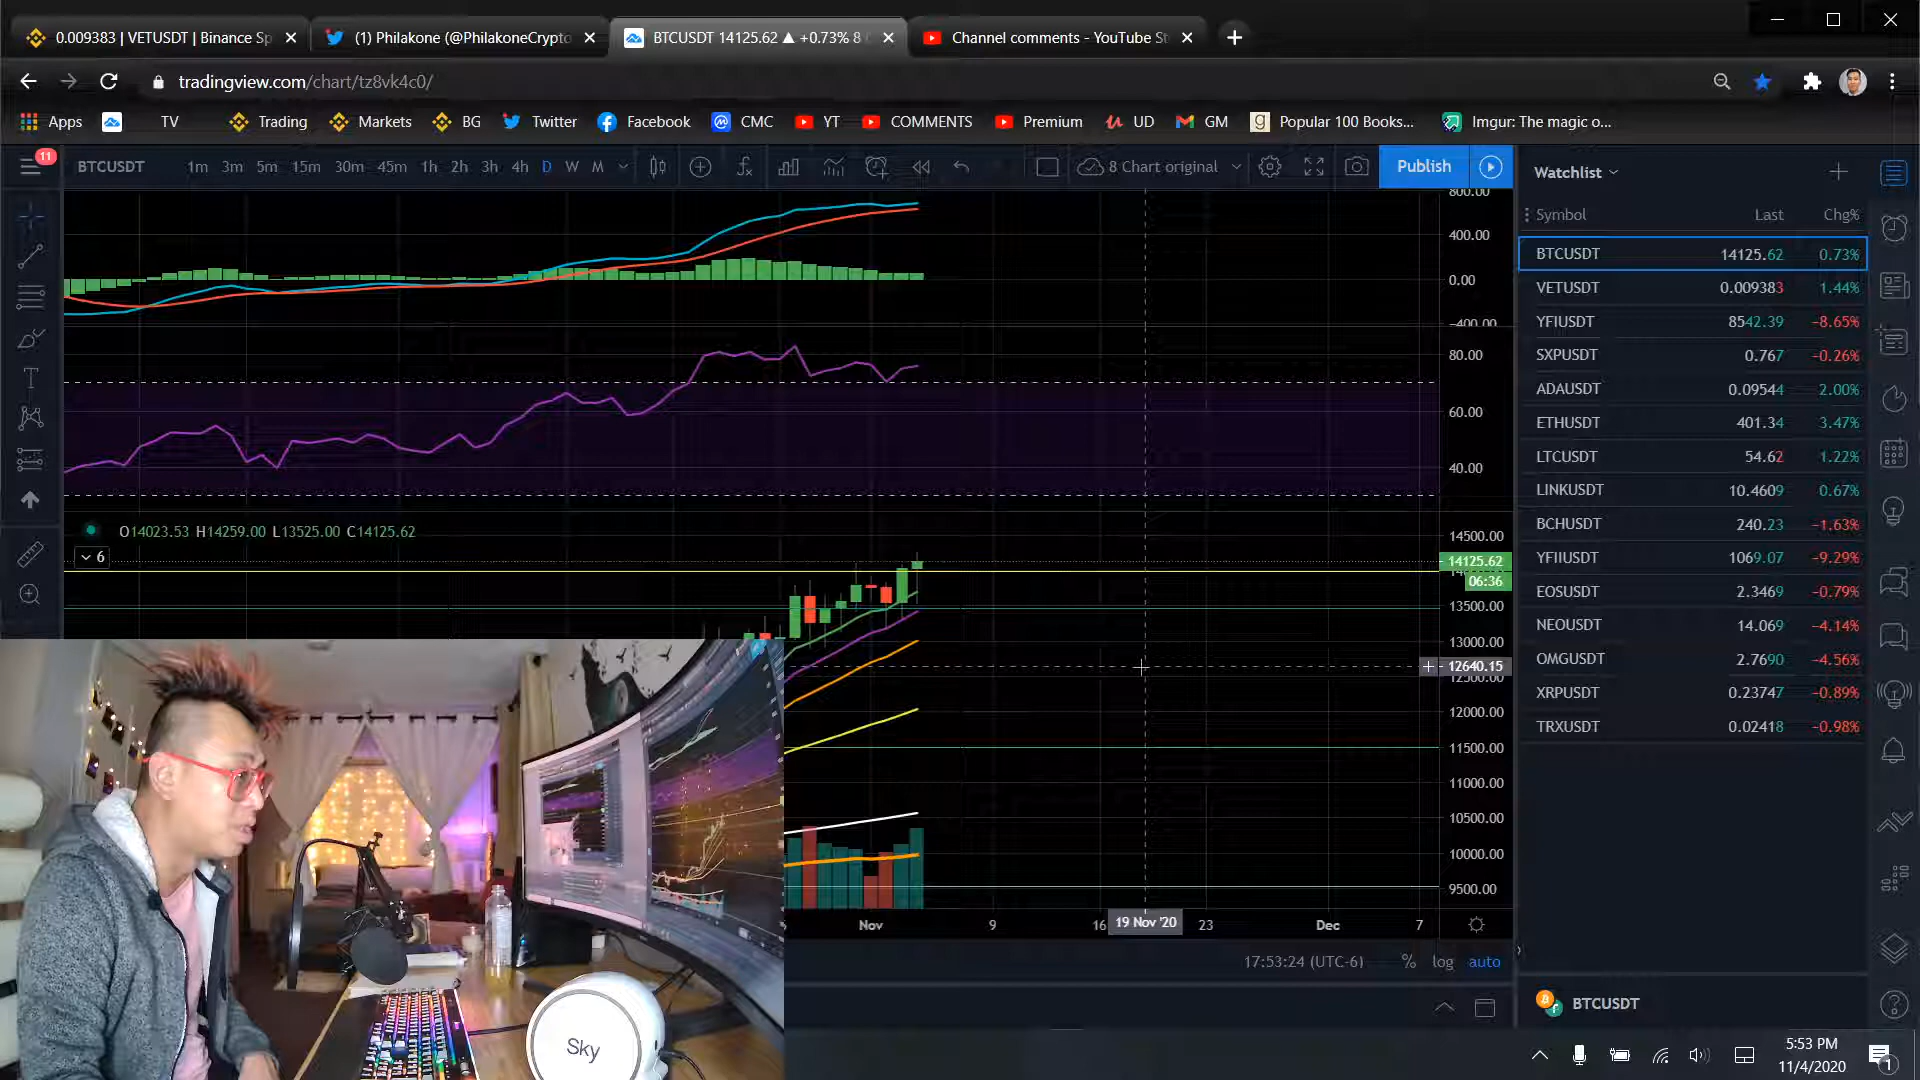 0.009383 | VETUSDT | Binance Sp
(1) Philakone (@PhilakoneCrypto
BTCUSDT 14125.62 ▲ +0.73% 8
Channel comments - YouTube St
tradingview.com/chart/tz8vk4c0/
Apps
TV
Trading
Markets
BG
Twitter
Facebook
CMC
YT
COMMENTS
Premium
UD
GM
Popular 100 Books...
Imgur: The magic o...
11
BTCUSDT
1m 3m 5m 15m 30m 45m 1h 2h 3h 4h D W M
8 Chart original
Publish
Watchlist
Symbol Last Chg%
BTCUSDT 14125.62 0.73%
VETUSDT 0.009383 1.44%
YFIUSDT 8542.39 −8.65%
SXPUSDT 0.767 −0.26%
ADAUSDT 0.09544 2.00%
ETHUSDT 401.34 3.47%
LTCUSDT 54.62 1.22%
LINKUSDT 10.4609 0.67%
BCHUSDT 240.23 −1.63%
YFIIUSDT 1069.07 −9.29%
EOSUSDT 2.3469 −0.79%
NEOUSDT 14.069 −4.14%
OMGUSDT 2.7690 −4.56%
XRPUSDT 0.23747 −0.89%
TRXUSDT 0.02418 −0.98%
800.00
400.00
0.00
−400.00
80.00
60.00
40.00
O14023.53 H14259.00 L13525.00 C14125.62
6
14500.00
14125.62
06:36
13500.00
13000.00
12640.15
12500.00
12000.00
11500.00
11000.00
10500.00
10000.00
9500.00
Nov 9 16 19 Nov '20 23 Dec 7
17:53:24 (UTC-6) % log auto
BTCUSDT
Sky
5:53 PM
11/4/2020
1